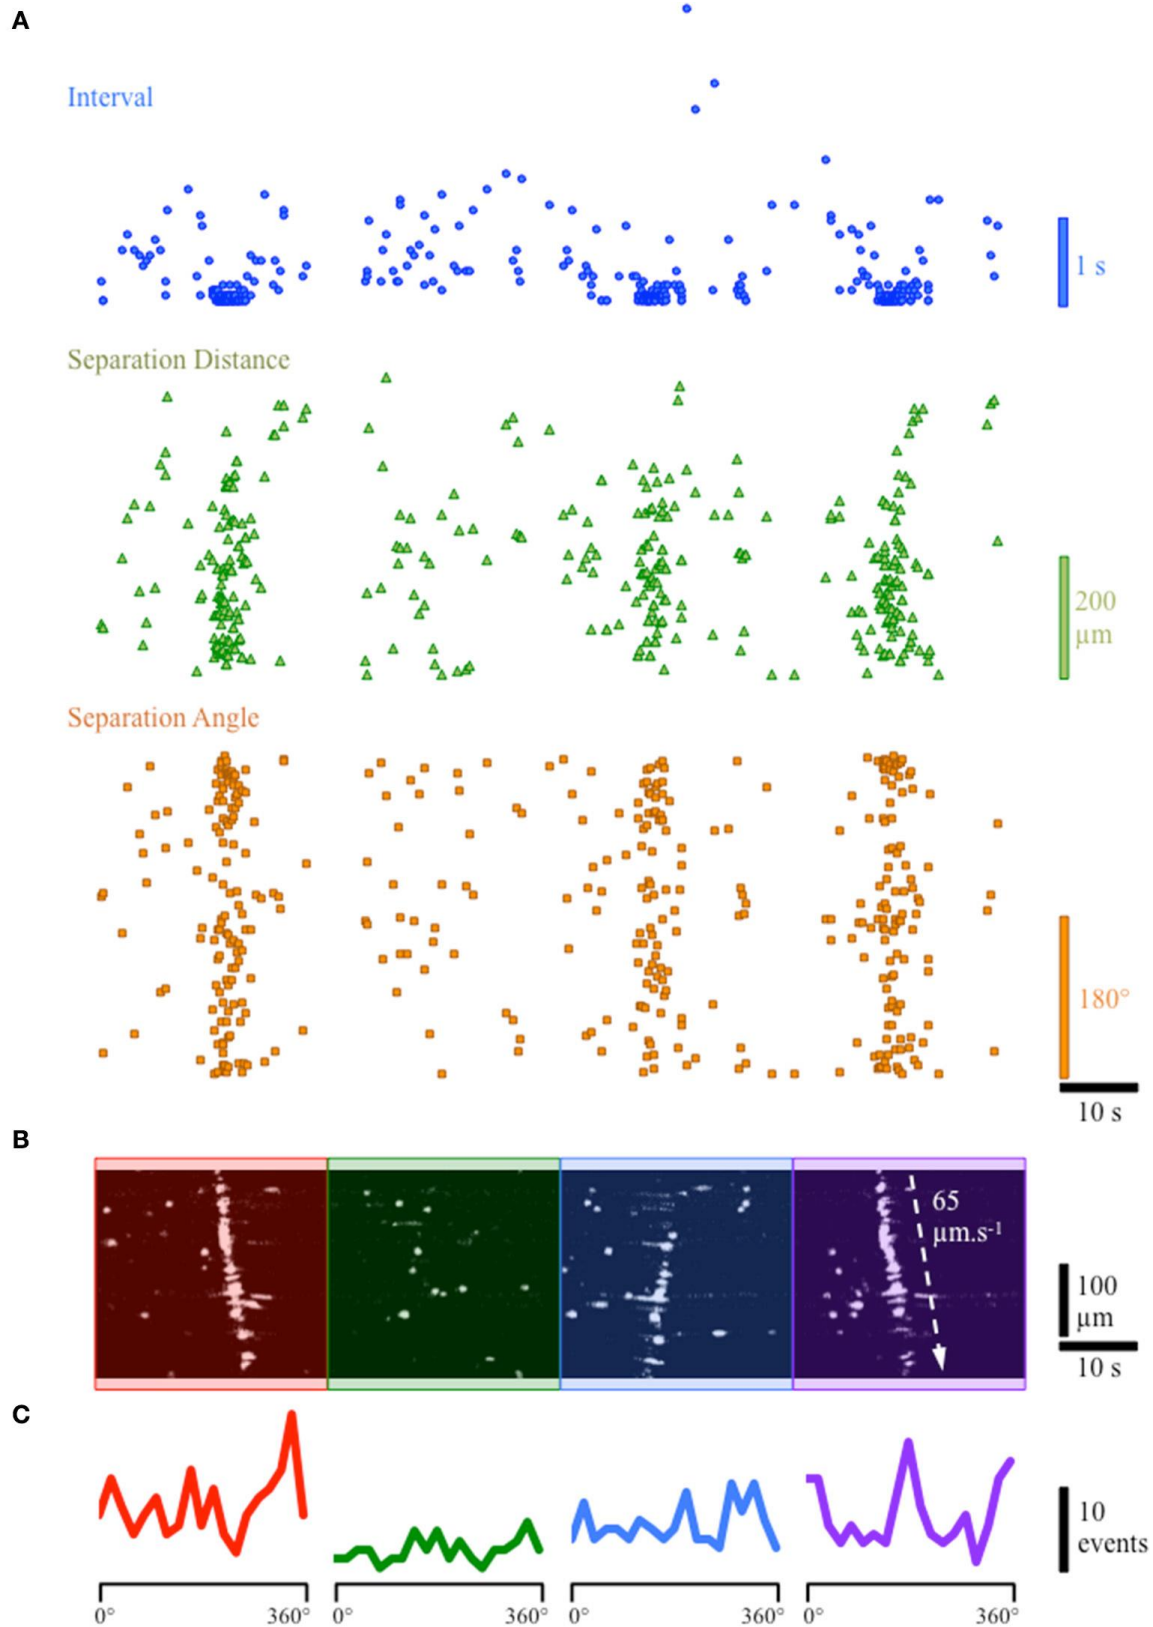 A
Interval
1 s
Separation Distance
200
µm
Separation Angle
180°
10 s
B
65
µm.s-1
100
µm
10 s
C
10
events
0° 360° 0° 360° 0° 360° 0° 360°